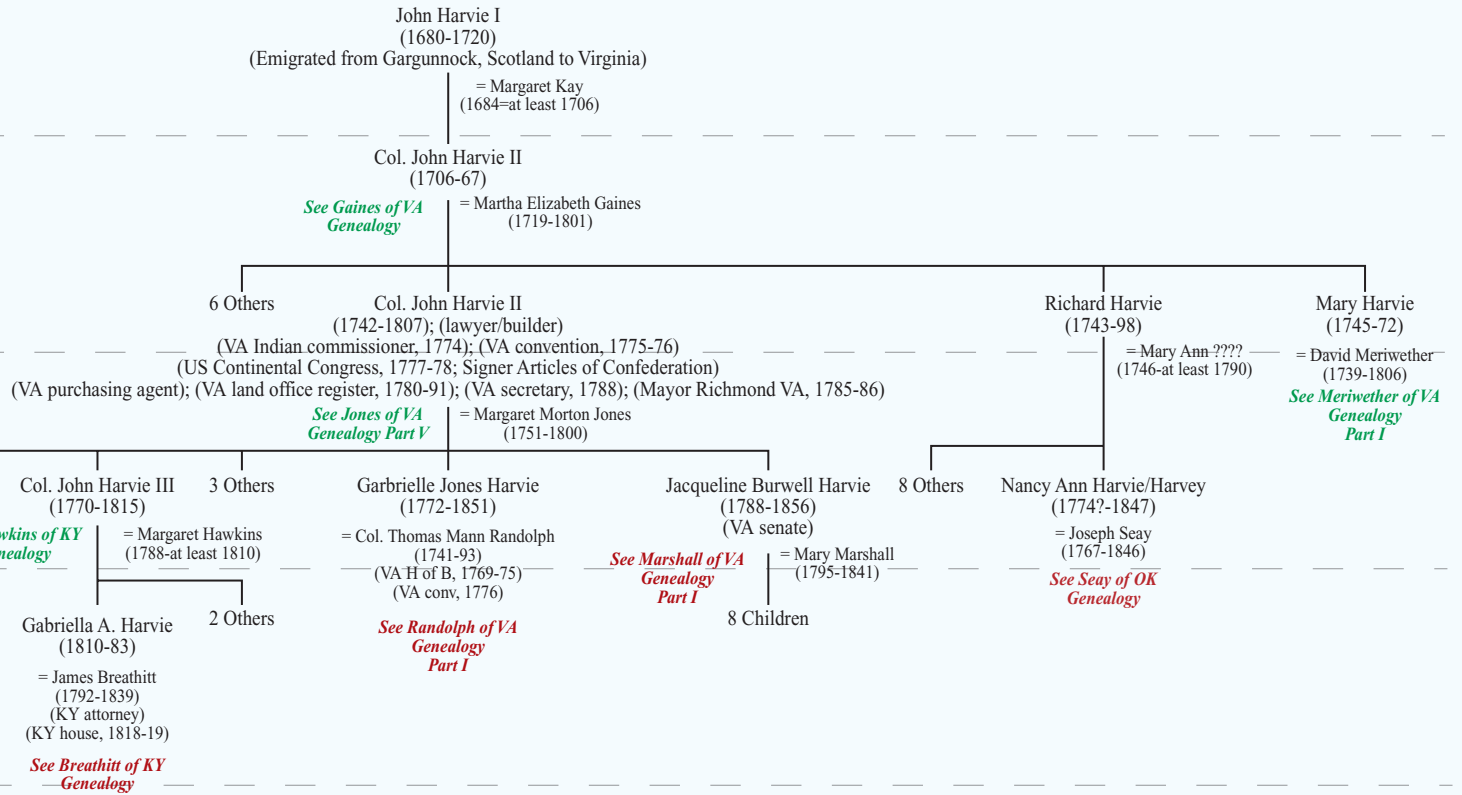 John Harvie I
(1680-1720)
(Emigrated from Gargunnock, Scotland to Virginia)
= Margaret Kay
(1684=at least 1706)
Col. John Harvie II
(1706-67)
See Gaines of VA
Genealogy
= Martha Elizabeth Gaines
(1719-1801)
6 Others
Col. John Harvie II
(1742-1807); (lawyer/builder)
(VA Indian commissioner, 1774); (VA convention, 1775-76)
(US Continental Congress, 1777-78; Signer Articles of Confederation)
(VA purchasing agent); (VA land office register, 1780-91); (VA secretary, 1788); (Mayor Richmond VA, 1785-86)
See Jones of VA
Genealogy Part V
= Margaret Morton Jones
(1751-1800)
Richard Harvie
(1743-98)
= Mary Ann ????
(1746-at least 1790)
Mary Harvie
(1745-72)
= David Meriwether
(1739-1806)
See Meriwether of VA
Genealogy
Part I
Col. John Harvie III
(1770-1815)
wkins of KY
nealogy
= Margaret Hawkins
(1788-at least 1810)
3 Others
Garbrielle Jones Harvie
(1772-1851)
= Col. Thomas Mann Randolph
(1741-93)
(VA H of B, 1769-75)
(VA conv, 1776)
See Randolph of VA
Genealogy
Part I
Jacqueline Burwell Harvie
(1788-1856)
(VA senate)
See Marshall of VA
Genealogy
Part I
= Mary Marshall
(1795-1841)
8 Children
8 Others
Nancy Ann Harvie/Harvey
(1774?-1847)
= Joseph Seay
(1767-1846)
See Seay of OK
Genealogy
Gabriella A. Harvie
(1810-83)
= James Breathitt
(1792-1839)
(KY attorney)
(KY house, 1818-19)
See Breathitt of KY
Genealogy
2 Others